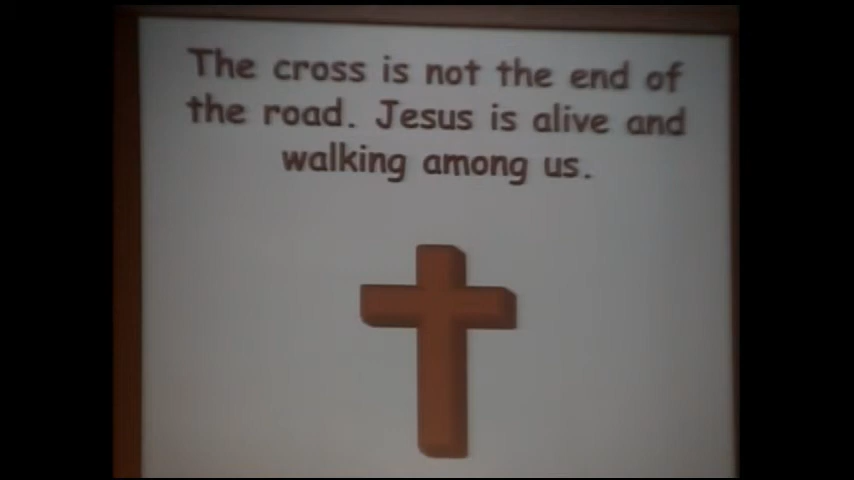 The cross is not the end of
the road. Jesus is alive and
walking among us.